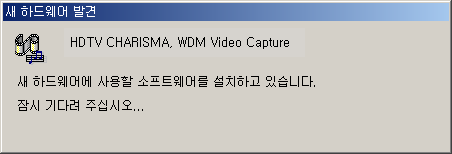 새 하드웨어 발견
HDTV CHARISMA, WDM Video Capture
새 하드웨어에 사용할 소프트웨어를 설치하고 있습니다.
잠시 기다려 주십시오...